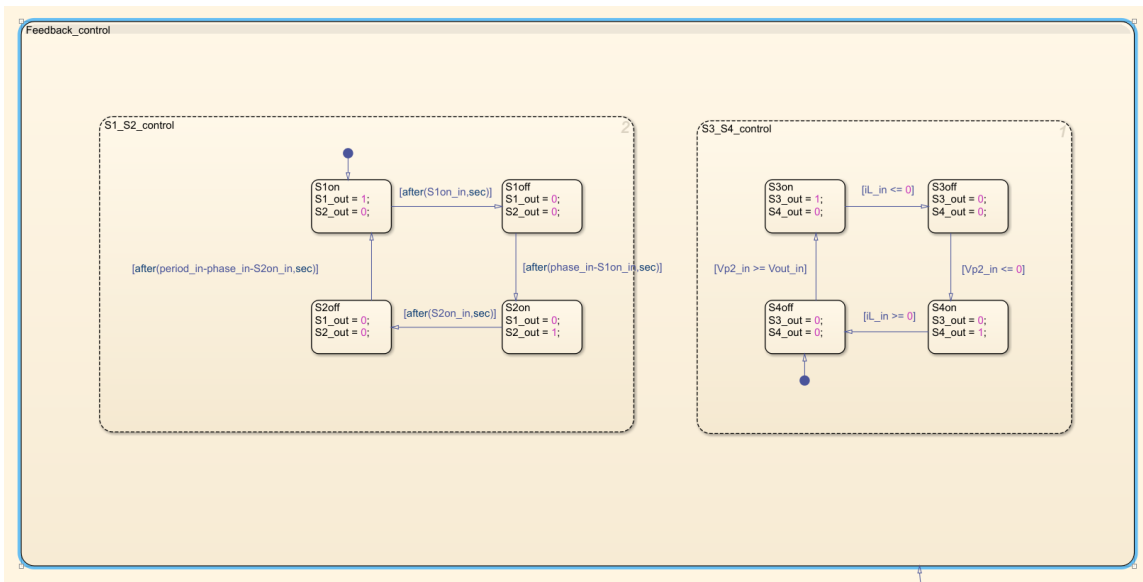 Feedback_control
S1_S2_control
2
S1on
S1_out = 1;
S2_out = 0;
[after(S1on_in,sec)]
S1off
S1_out = 0;
S2_out = 0;
[after(period_in-phase_in-S2on_in,sec)]
[after(phase_in-S1on_in,sec)]
S2off
S1_out = 0;
S2_out = 0;
[after(S2on_in,sec)]
S2on
S1_out = 0;
S2_out = 1;
S3_S4_control
1
S3on
S3_out = 1;
S4_out = 0;
[iL_in <= 0]
S3off
S3_out = 0;
S4_out = 0;
[Vp2_in >= Vout_in]
[Vp2_in <= 0]
S4off
S3_out = 0;
S4_out = 0;
[iL_in >= 0]
S4on
S3_out = 0;
S4_out = 1;